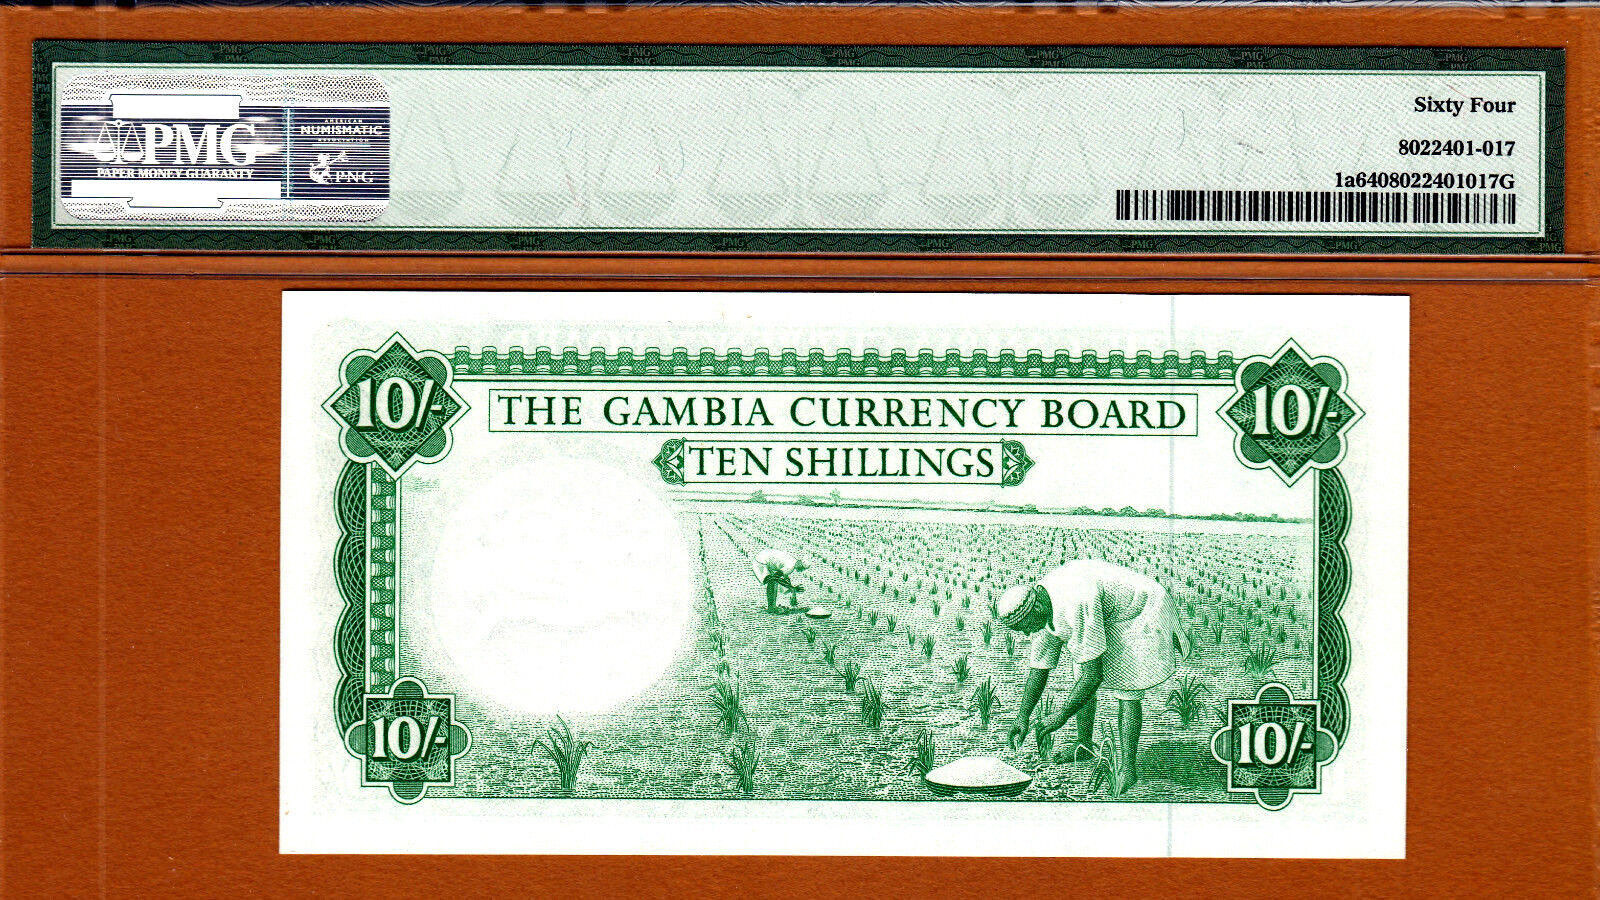 Sixty Four
8022401-017
1a6408022401017G
PMG
PAPER MONEY GUARANTY
AMERICAN
NUMISMATIC
ASSOCIATION
PNG
10/-
10/-
THE GAMBIA CURRENCY BOARD
TEN SHILLINGS
10/-
10/-